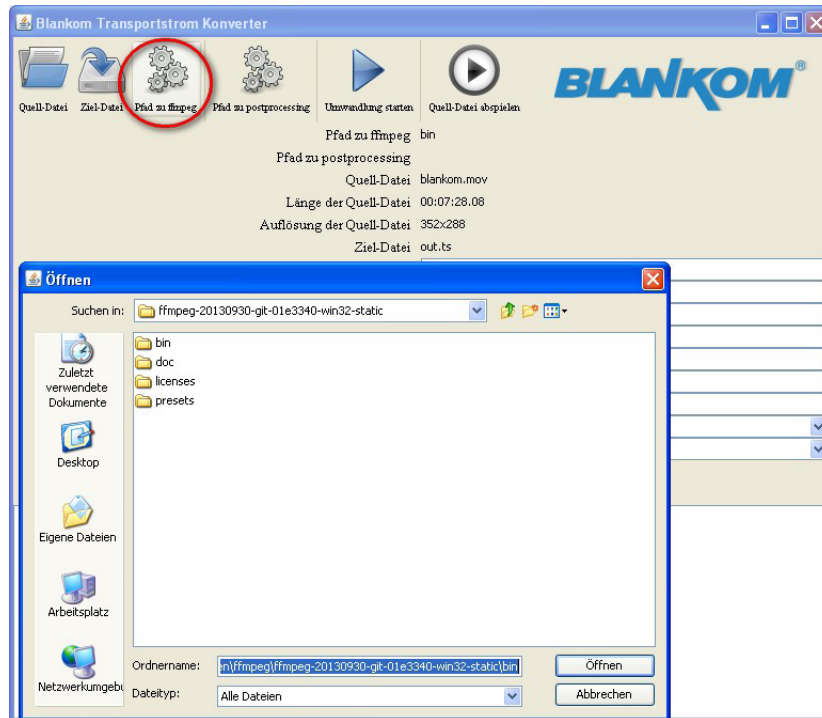 Blankom Transportstrom Konverter
Quell-Datei Ziel-Datei Pfad zu ffmpeg Pfad zu postprocessing Umwandlung starten Quell-Datei abspielen
BLANKOM®
Pfad zu ffmpeg bin
Pfad zu postprocessing
Quell-Datei blankom.mov
Länge der Quell-Datei 00:07:28.08
Auflösung der Quell-Datei 352x288
Ziel-Datei out.ts
Öffnen
Suchen in: ffmpeg-20130930-git-01e3340-win32-static
bin
doc
licenses
presets
Zuletzt
verwendete
Dokumente
Desktop
Eigene Dateien
Arbeitsplatz
Netzwerkumgebu
Ordnername: en\ffmpeg\ffmpeg-20130930-git-01e3340-win32-static\bin Öffnen
Dateityp: Alle Dateien Abbrechen